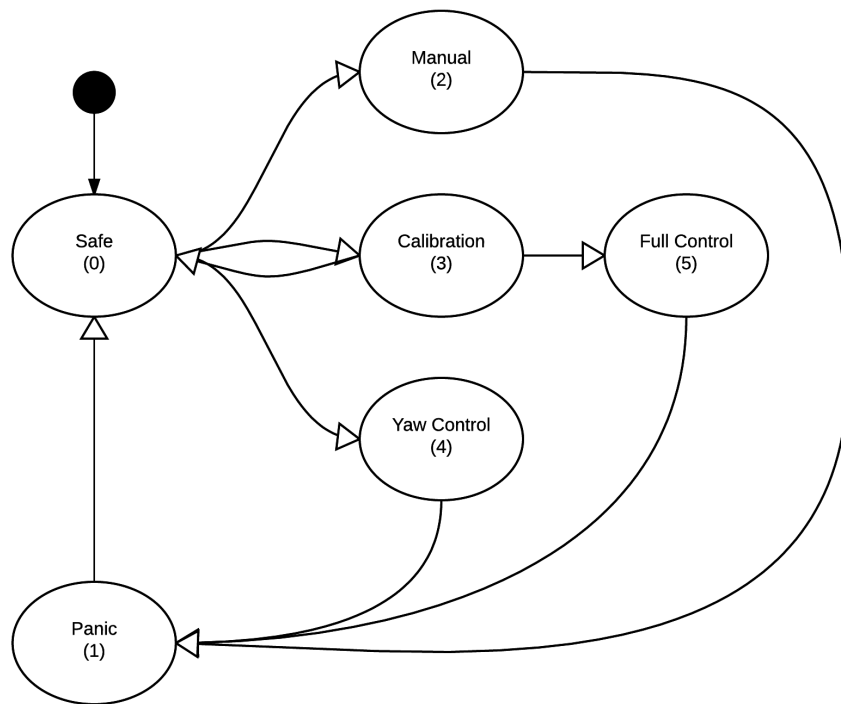 Manual
(2)
Safe
(0)
Calibration
(3)
Full Control
(5)
Yaw Control
(4)
Panic
(1)